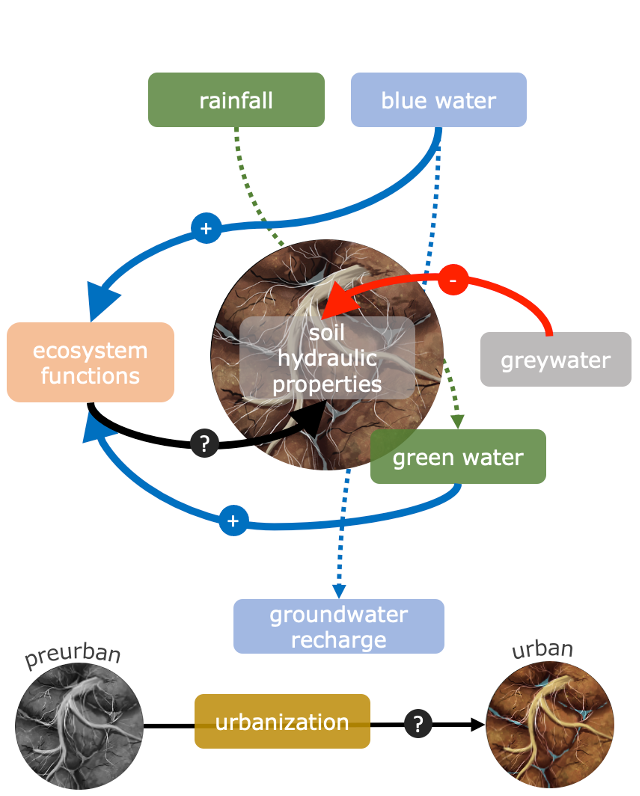 rainfall
blue water
+
-
soil
hydraulic
properties
ecosystem
functions
greywater
?
green water
+
groundwater
recharge
preurban
urban
urbanization
?